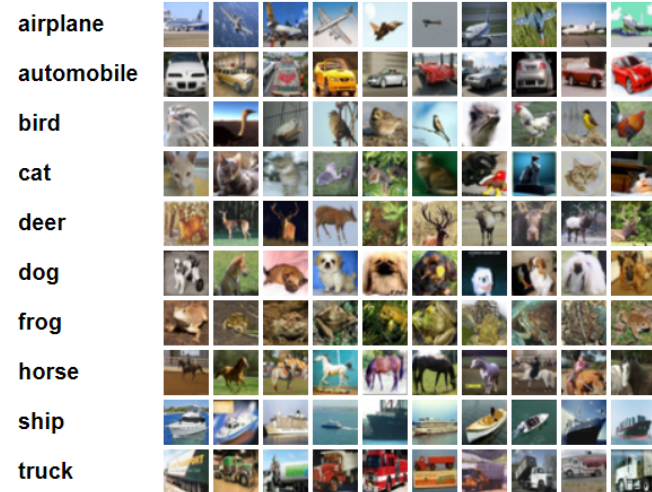 airplane
automobile
bird
cat
deer
dog
frog
horse
ship
truck